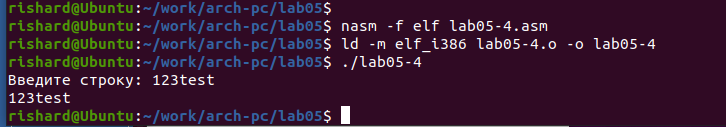 rishard@Ubuntu:~/work/arch-pc/lab05$
rishard@Ubuntu:~/work/arch-pc/lab05$ nasm -f elf lab05-4.asm
rishard@Ubuntu:~/work/arch-pc/lab05$ ld -m elf_i386 lab05-4.o -o lab05-4
rishard@Ubuntu:~/work/arch-pc/lab05$ ./lab05-4
Введите строку: 123test
123test
rishard@Ubuntu:~/work/arch-pc/lab05$